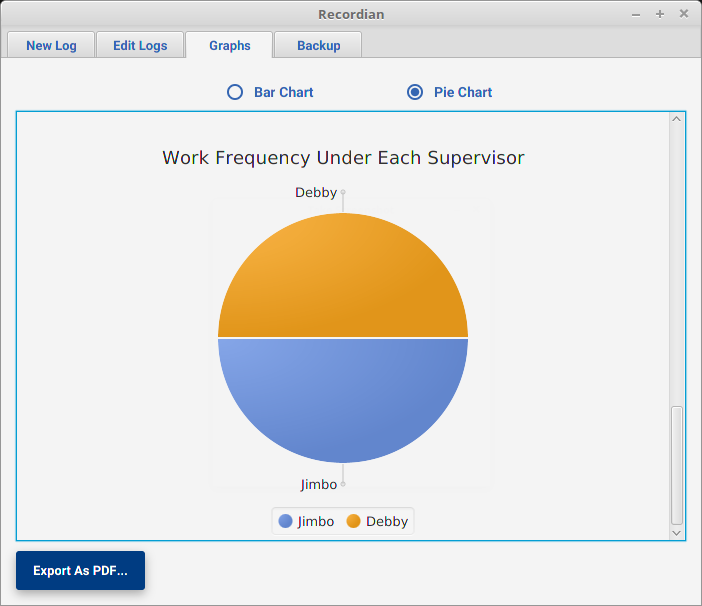 Recordian
New Log Edit Logs Graphs Backup
Bar Chart Pie Chart
Work Frequency Under Each Supervisor
Debby
Jimbo
Jimbo Debby
Export As PDF...